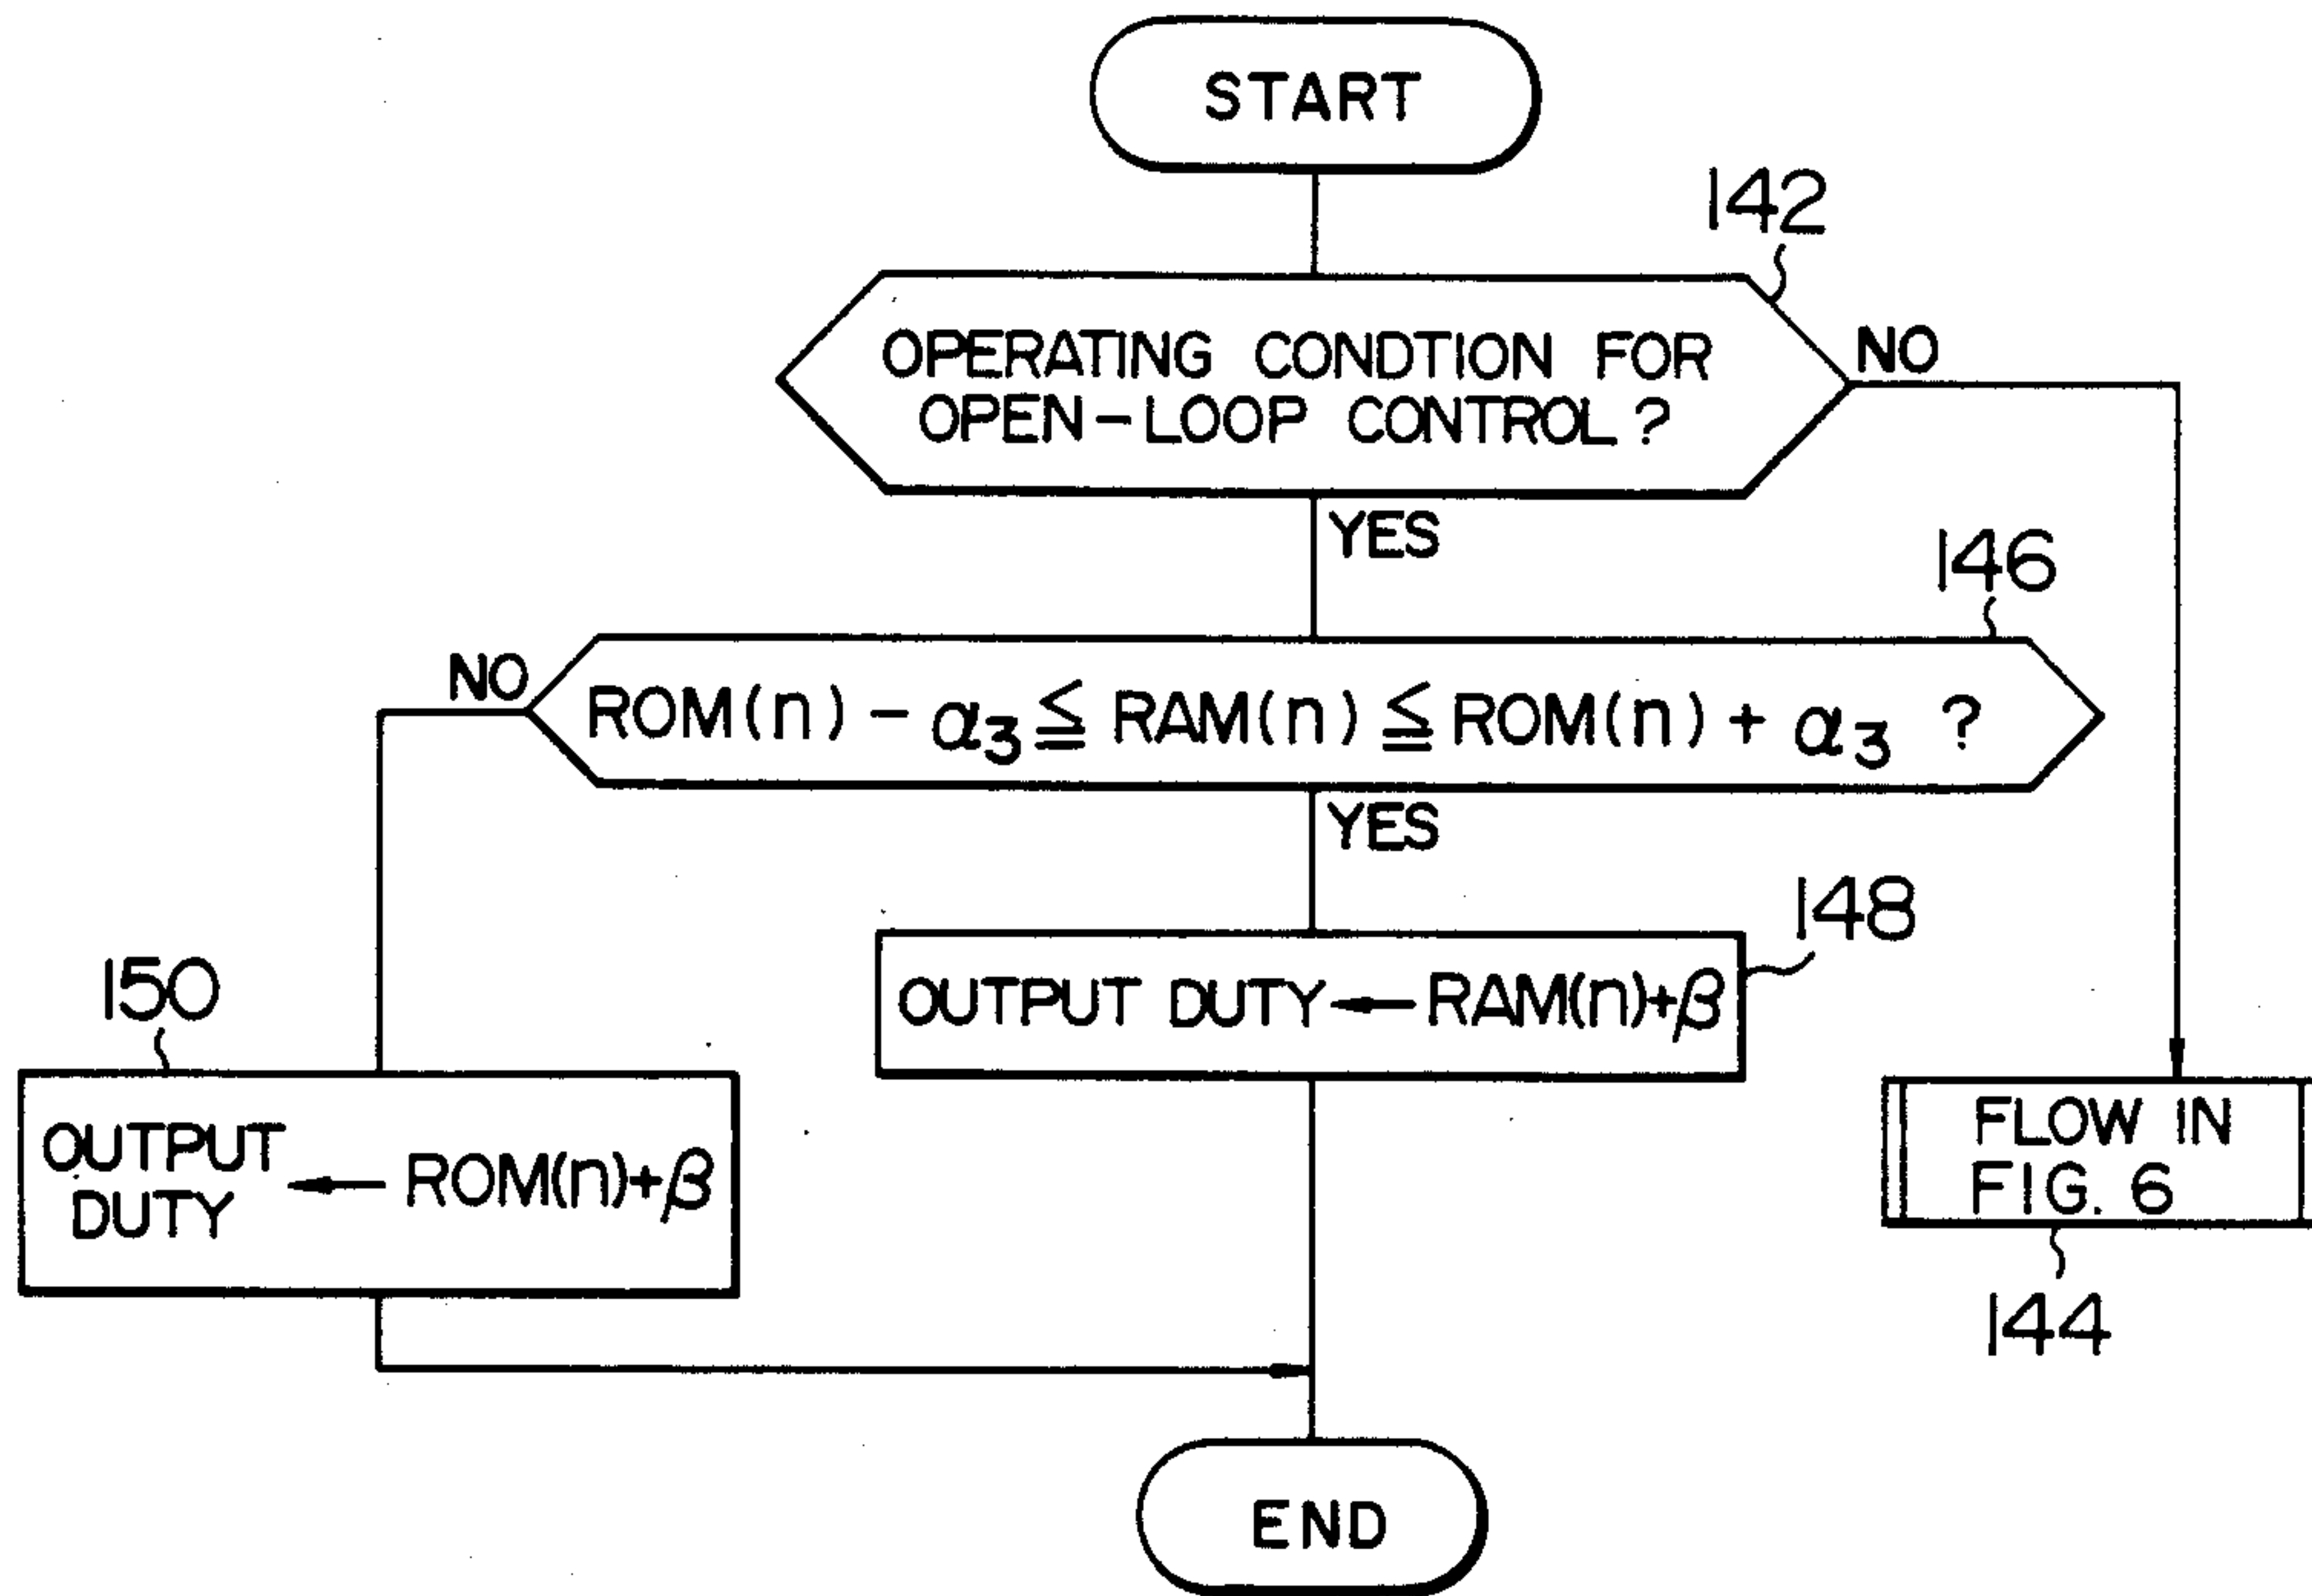 START
142
OPERATING CONDTION FOR
OPEN-LOOP CONTROL?
NO
YES
146
NO
ROM(n) - α3 ≦ RAM(n) ≦ ROM(n) + α3 ?
YES
148
OUTPUT DUTY ← RAM(n)+β
150
OUTPUT
DUTY ← ROM(n)+β
FLOW IN
FIG. 6
144
END